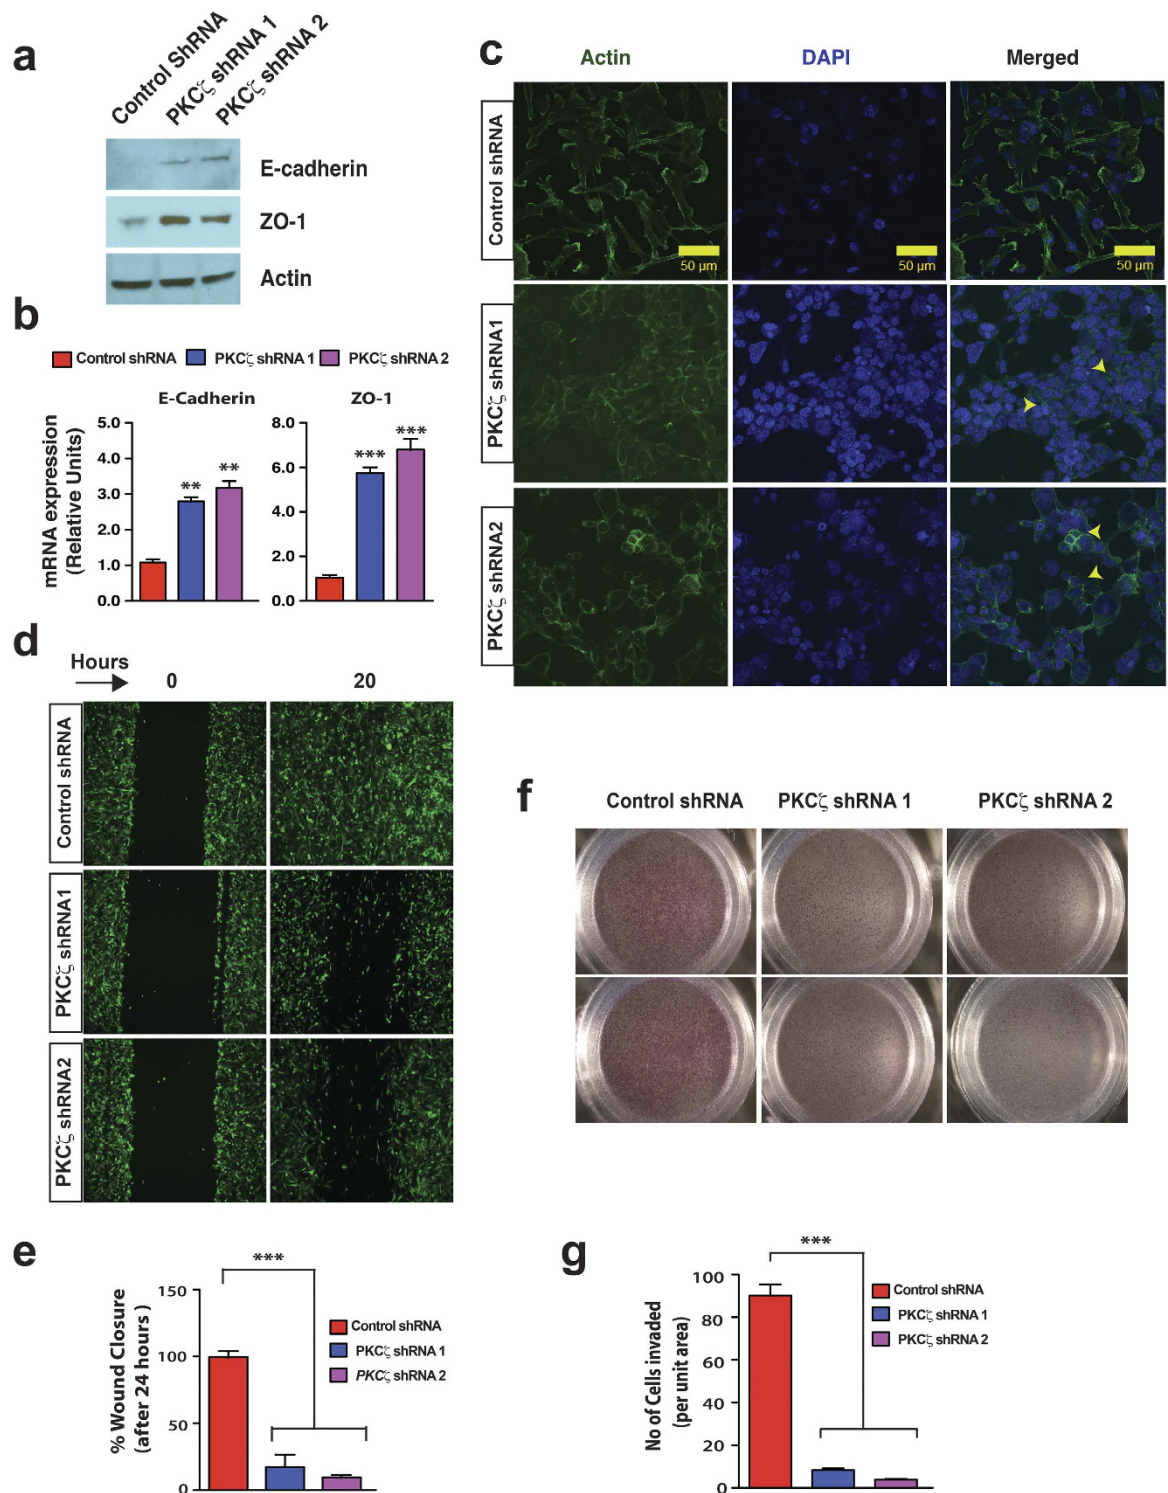 a
Control ShRNA
PKCζ shRNA 1
PKCζ shRNA 2
E-cadherin
ZO-1
Actin
b
Control shRNA PKCζ shRNA 1 PKCζ shRNA 2
E-Cadherin
ZO-1
mRNA expression
(Relative Units)
5.0
4.0
3.0
2.0
1.0
0.0
**
**
8.0
6.0
4.0
2.0
0.0
***
***
c
Actin DAPI Merged
Control shRNA
50 µm 50 µm 50 µm
PKCζ shRNA1
PKCζ shRNA2
d
Hours
0 20
Control shRNA
PKCζ shRNA1
PKCζ shRNA2
e
***
% Wound Closure
(after 24 hours )
150
100
50
0
Control shRNA
PKCζ shRNA 1
PKCζ shRNA 2
f
Control shRNA PKCζ shRNA 1 PKCζ shRNA 2
g
***
No of Cells invaded
(per unit area)
100
80
60
40
20
0
Control shRNA
PKCζ shRNA 1
PKCζ shRNA 2